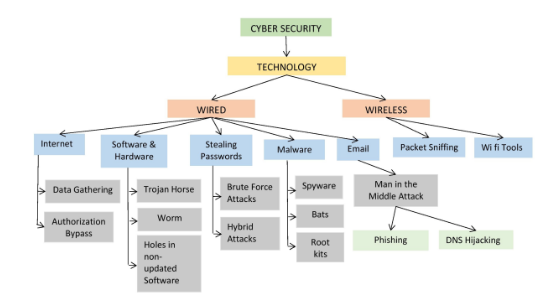 CYBER SECURITY
TECHNOLOGY
WIRED
WIRELESS
Internet
Software &
Hardware
Stealing
Passwords
Malware
Email
Packet Sniffing
Wi fi Tools
Data Gathering
Authorization
Bypass
Trojan Horse
Worm
Holes in
non-
updated
Software
Brute Force
Attacks
Hybrid
Attacks
Spyware
Bats
Root
kits
Man in the
Middle Attack
Phishing
DNS Hijacking